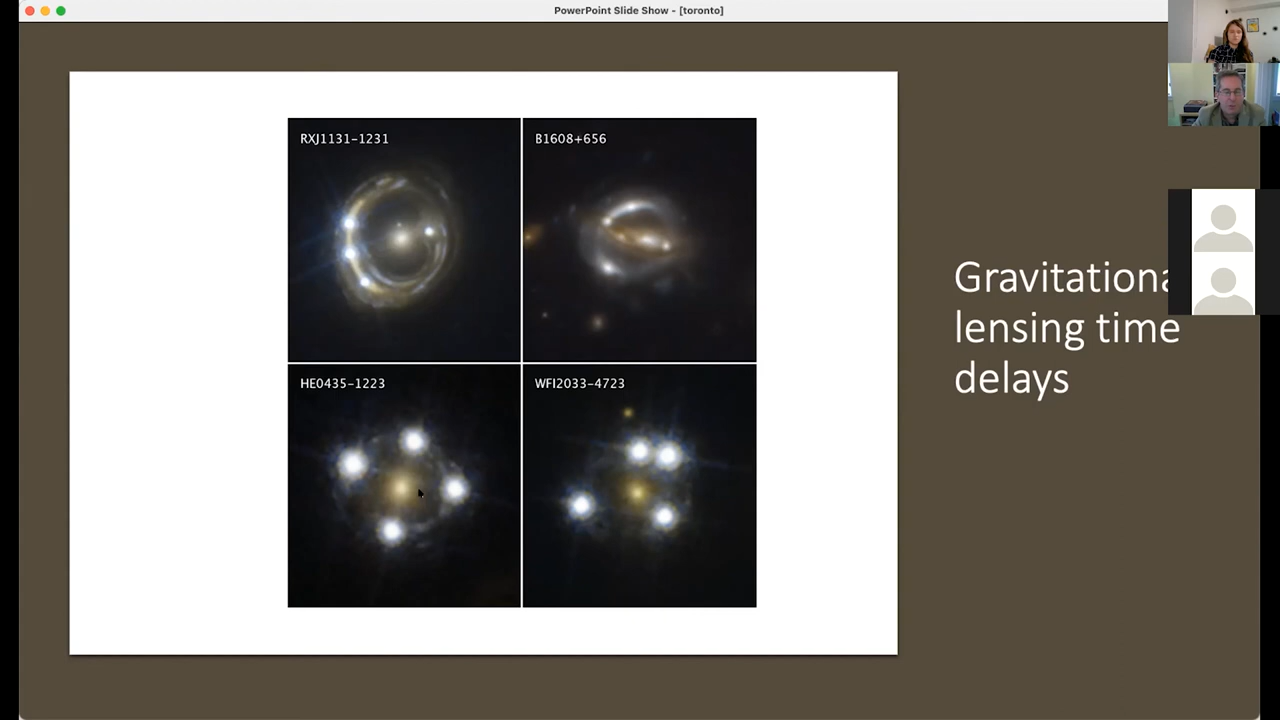 PowerPoint Slide Show - [toronto]
RXJ1131-1231
B1608+656
HE0435-1223
WFI2033-4723
Gravitationa
lensing time
delays